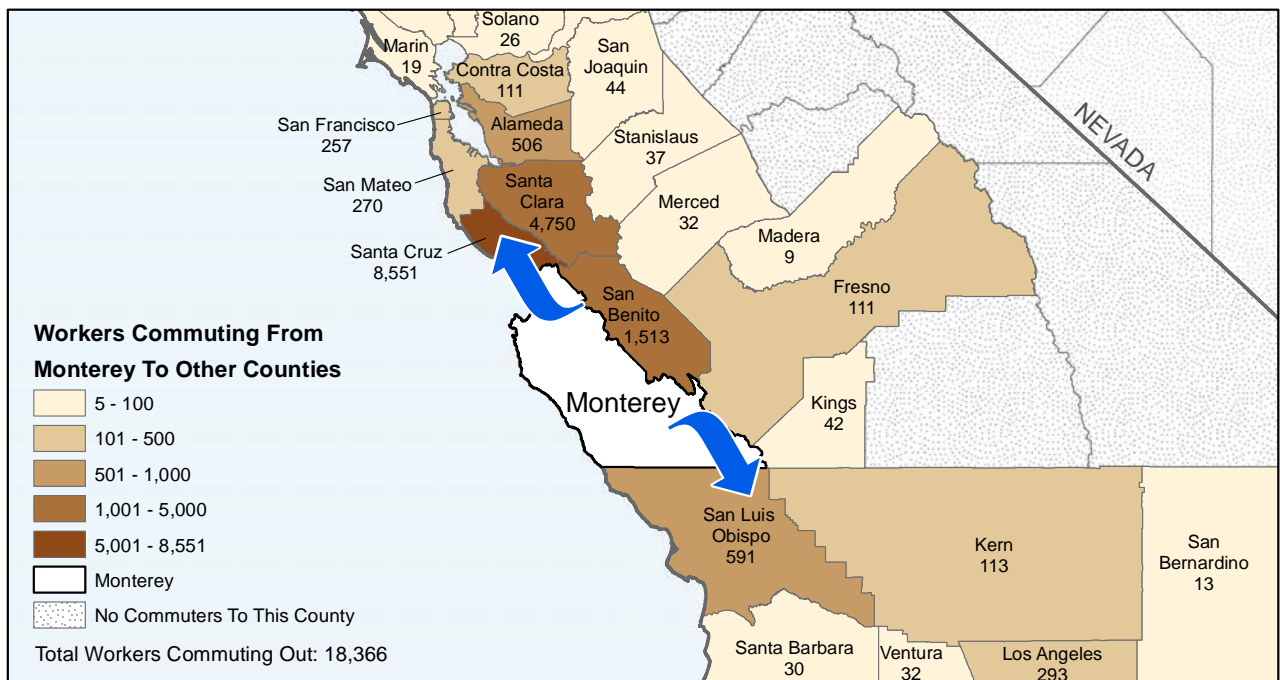 Solano
26
Marin
19
San
Joaquin
44
Contra Costa
111
San Francisco
257
Alameda
506
Stanislaus
37
NEVADA
San Mateo
270
Santa
Clara
4,750
Merced
32
Santa Cruz
8,551
Madera
9
San
Benito
1,513
Fresno
111
Monterey
Kings
42
San Luis
Obispo
591
Kern
113
San
Bernardino
13
Santa Barbara
30
Ventura
32
Los Angeles
293
Workers Commuting From
Monterey To Other Counties
5 - 100
101 - 500
501 - 1,000
1,001 - 5,000
5,001 - 8,551
Monterey
No Commuters To This County
Total Workers Commuting Out: 18,366